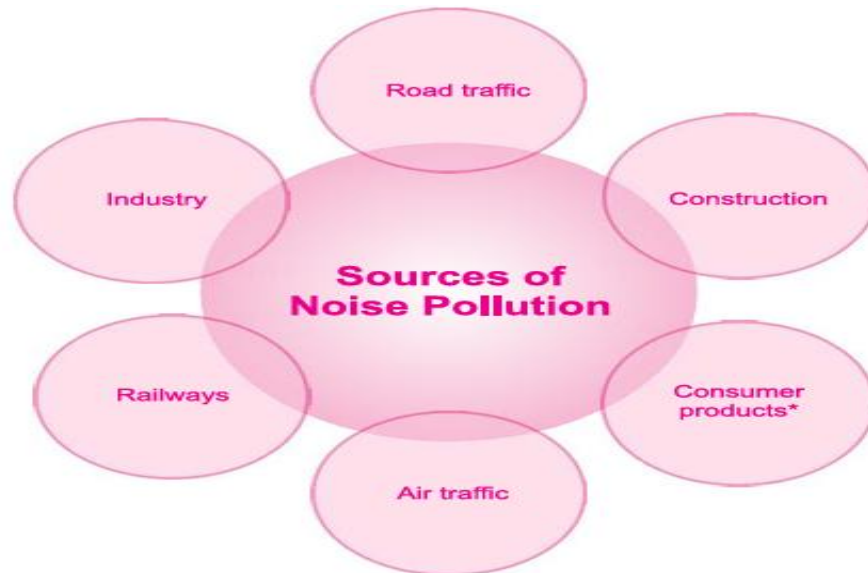 Road traffic
Industry
Construction
Sources of
Noise Pollution
Railways
Consumer
products*
Air traffic